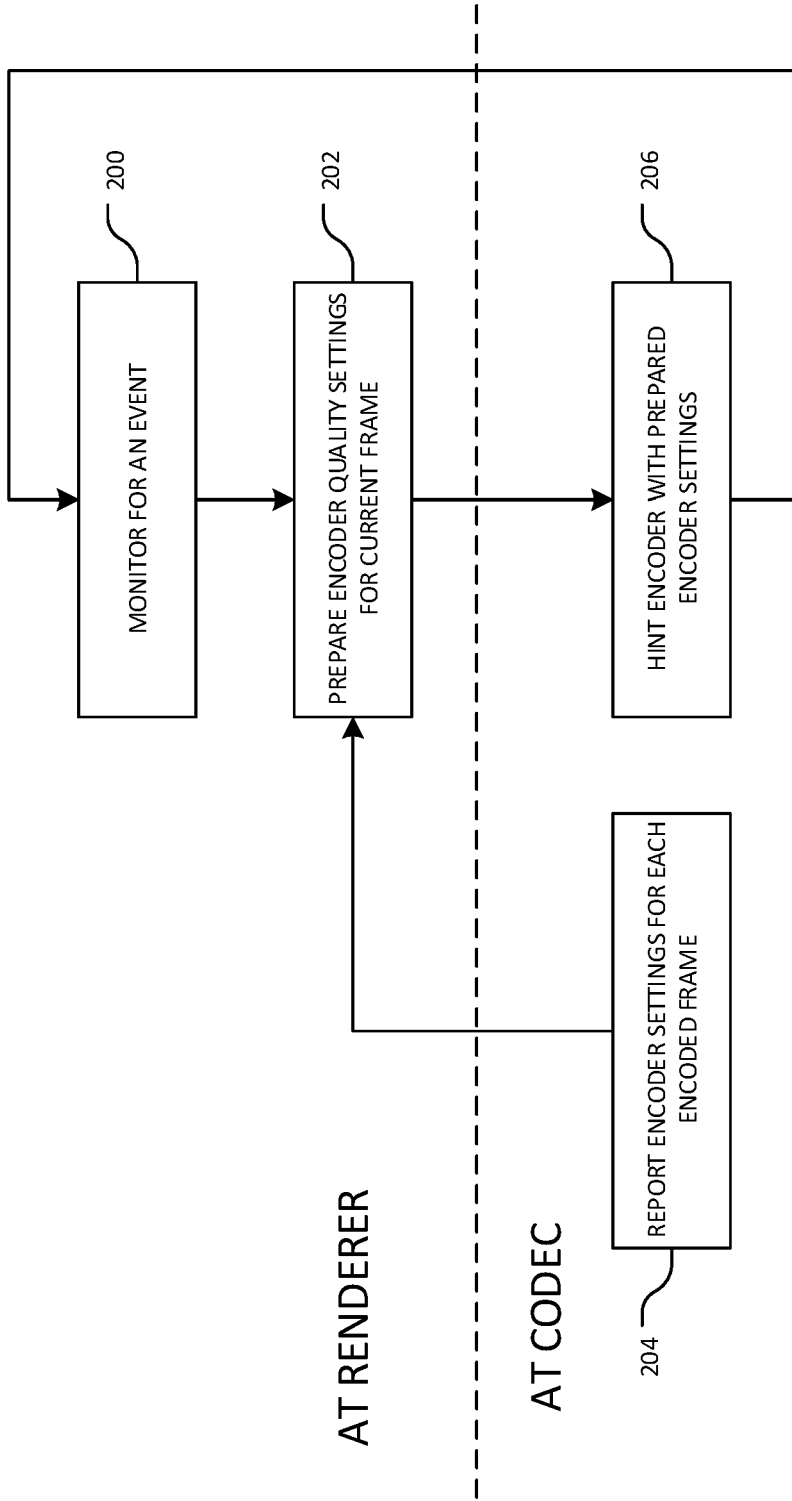 MONITOR FOR AN EVENT
200
PREPARE ENCODER QUALITY SETTINGS
FOR CURRENT FRAME
202
AT RENDERER
AT CODEC
REPORT ENCODER SETTINGS FOR EACH
ENCODED FRAME
204
HINT ENCODER WITH PREPARED
ENCODER SETTINGS
206